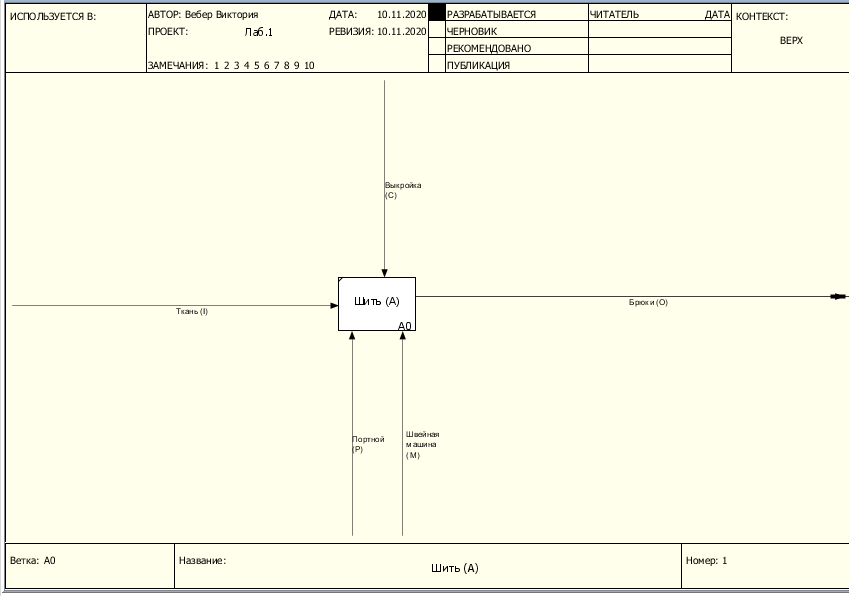 ИСПОЛЬЗУЕТСЯ В:
АВТОР: Вебер Виктория
ДАТА: 10.11.2020
ПРОЕКТ: Лаб.1
РЕВИЗИЯ: 10.11.2020
ЗАМЕЧАНИЯ: 1 2 3 4 5 6 7 8 9 10
РАЗРАБАТЫВАЕТСЯ
ЧЕРНОВИК
РЕКОМЕНДОВАНО
ПУБЛИКАЦИЯ
ЧИТАТЕЛЬ
ДАТА
КОНТЕКСТ:
ВЕРХ
Выкройка
(C)
Шить (A)
A0
Ткань (I)
Брюки (O)
Портной
(P)
Швейная
машина
(M)
Ветка: A0
Название:
Шить (A)
Номер: 1